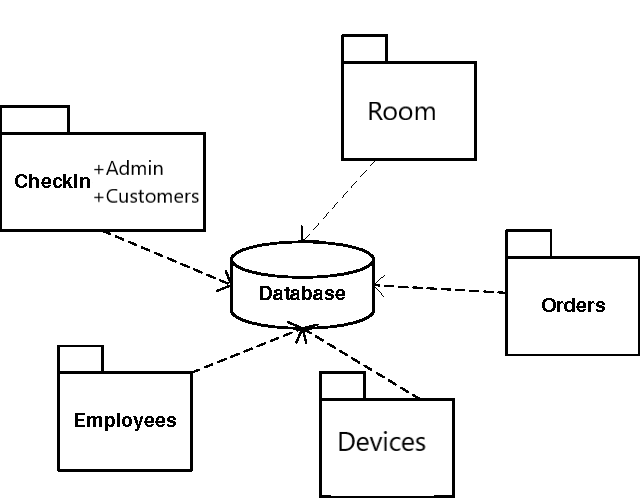 Room
CheckIn
+Admin
+Customers
Database
Orders
Employees
Devices